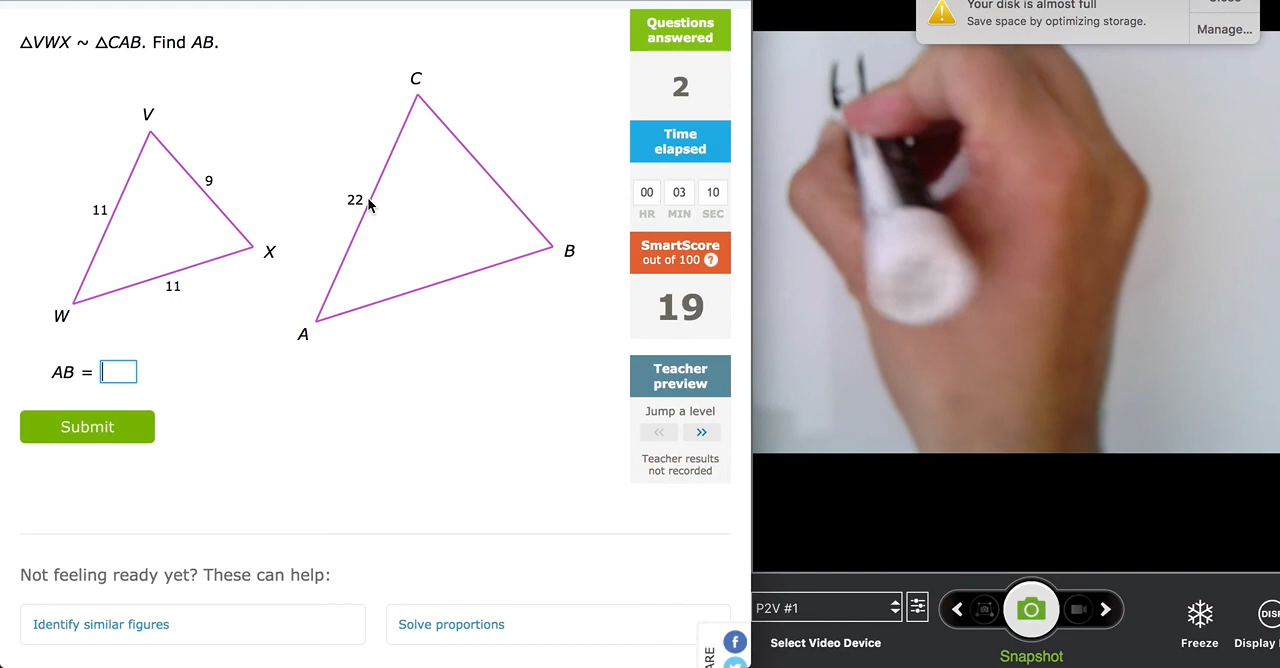 △VWX ~ △CAB. Find AB.
V
9
11
X
11
W
C
22
B
A
AB =
Submit
Questions
answered
2
Time
elapsed
00 03 10
HR MIN SEC
SmartScore
out of 100 ?
19
Teacher
preview
Jump a level
<< >>
Teacher results
not recorded
Not feeling ready yet? These can help:
Identify similar figures
Solve proportions
Your disk is almost full
Save space by optimizing storage.
Close
Manage...
P2V #1
Select Video Device
Snapshot
Freeze
Display